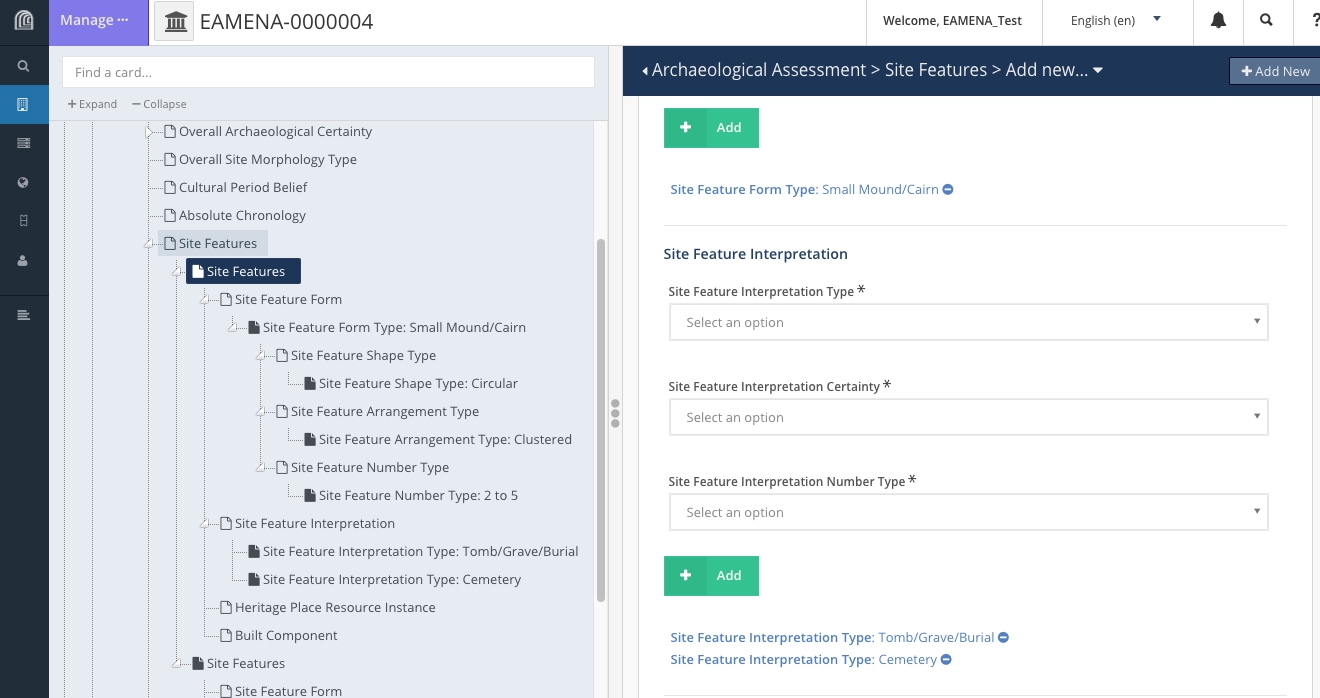 Manage ···
EAMENA-0000004
Welcome, EAMENA_Test
English (en)
?
Find a card...
+ Expand
— Collapse
Overall Archaeological Certainty
Overall Site Morphology Type
Cultural Period Belief
Absolute Chronology
Site Features
Site Features
Site Feature Form
Site Feature Form Type: Small Mound/Cairn
Site Feature Shape Type
Site Feature Shape Type: Circular
Site Feature Arrangement Type
Site Feature Arrangement Type: Clustered
Site Feature Number Type
Site Feature Number Type: 2 to 5
Site Feature Interpretation
Site Feature Interpretation Type: Tomb/Grave/Burial
Site Feature Interpretation Type: Cemetery
Heritage Place Resource Instance
Built Component
Site Features
Site Feature Form
Archaeological Assessment > Site Features > Add new...
+ Add New
+ Add
Site Feature Form Type: Small Mound/Cairn
Site Feature Interpretation
Site Feature Interpretation Type *
Select an option
Site Feature Interpretation Certainty *
Select an option
Site Feature Interpretation Number Type *
Select an option
+ Add
Site Feature Interpretation Type: Tomb/Grave/Burial
Site Feature Interpretation Type: Cemetery